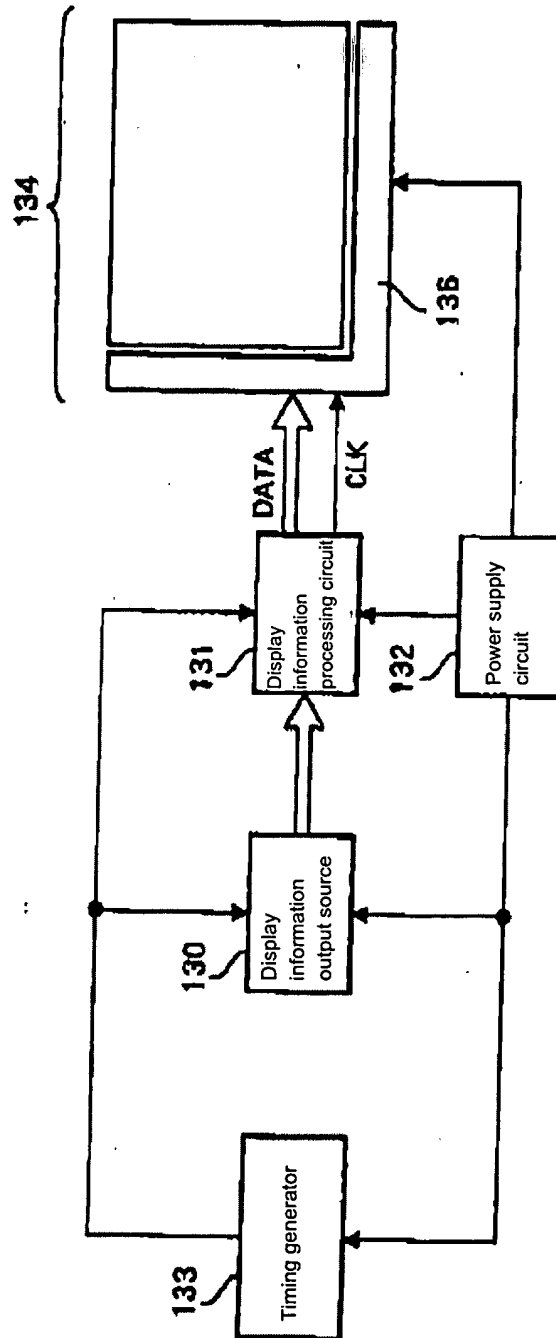 134
136
DATA
CLK
131
Display
information
processing circuit
132
Power supply
circuit
130
Display
information
output source
133
Timing generator